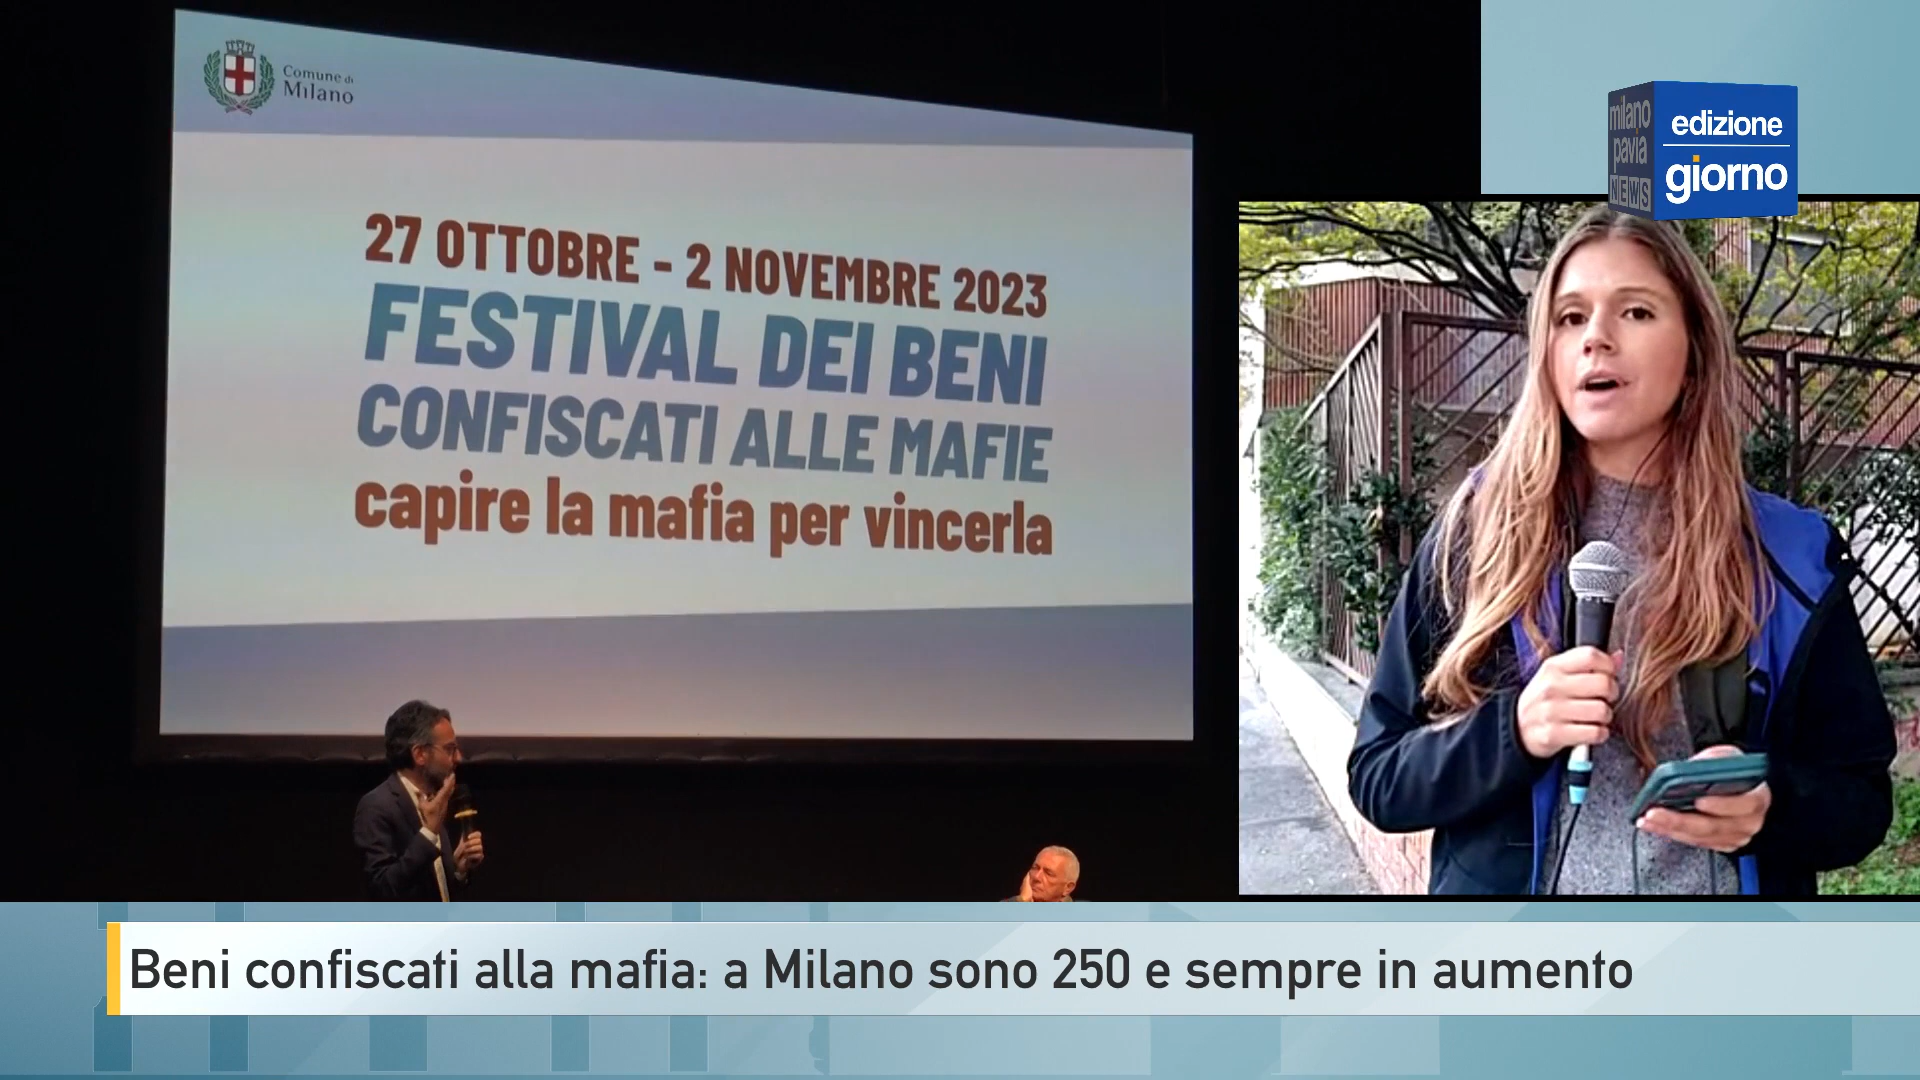 Comune di
Milano
27 OTTOBRE - 2 NOVEMBRE 2023
FESTIVAL DEI BENI
CONFISCATI ALLE MAFIE
capire la mafia per vincerla
milano
pavia
NEWS
edizione
giorno
Beni confiscati alla mafia: a Milano sono 250 e sempre in aumento